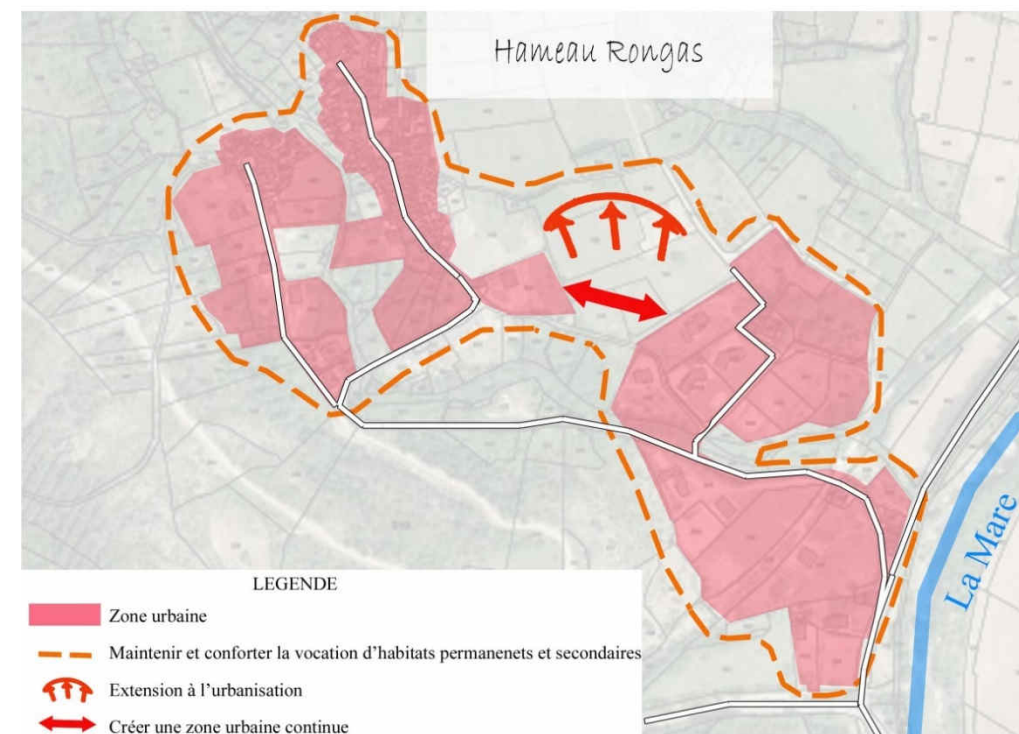 Hameau Rongas
La Mare
LEGENDE
Zone urbaine
Maintenir et conforter la vocation d'habitats permanenets et secondaires
Extension à l'urbanisation
Créer une zone urbaine continue